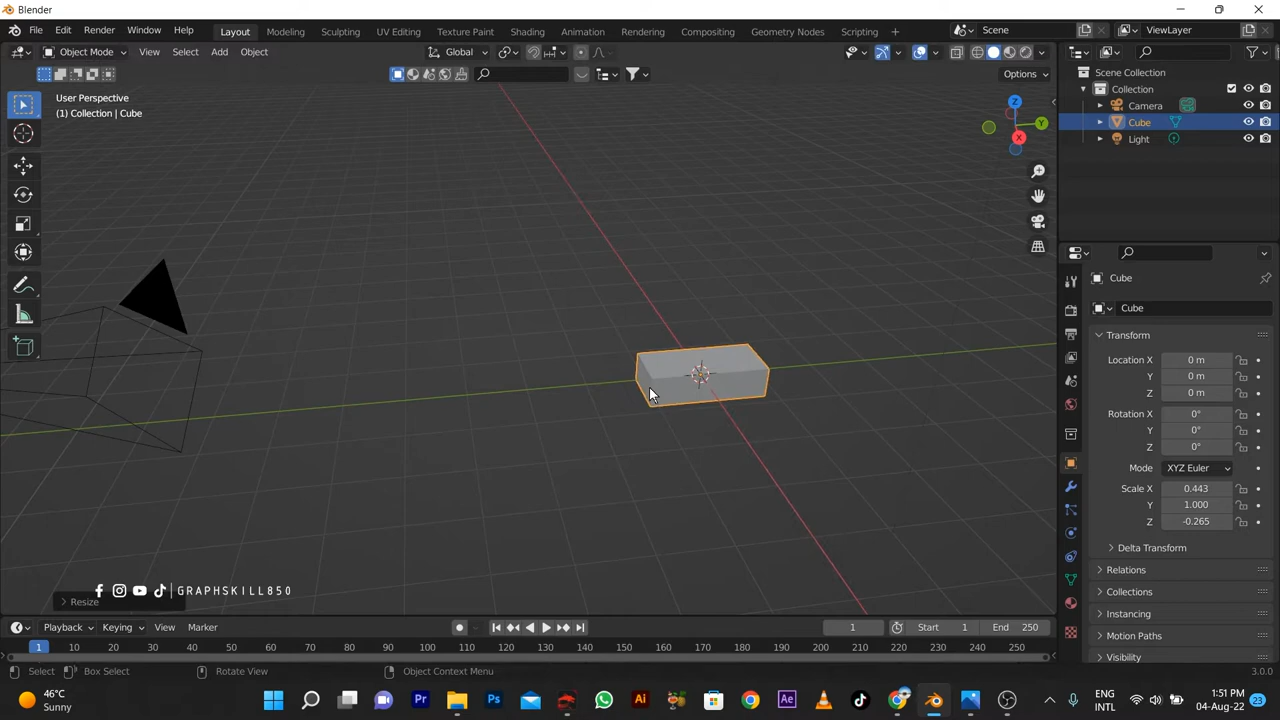 Blender
File Edit Render Window Help Layout Modeling Sculpting UV Editing Texture Paint Shading Animation Rendering Compositing Geometry Nodes Scripting + Scene ViewLayer
Object Mode View Select Add Object Global
Options
User Perspective
(1) Collection | Cube
Z
Y
X
Scene Collection
Collection
Camera
Cube
Light
Cube
Cube
Transform
Location X 0 m
Y 0 m
Z 0 m
Rotation X 0°
Y 0°
Z 0°
Mode XYZ Euler
Scale X 0.443
Y 1.000
Z -0.265
Delta Transform
Relations
Collections
Instancing
Motion Paths
Visibility
GRAPHSKILL850
Resize
Playback Keying View Marker 1 Start 1 End 250
1 10 20 30 40 50 60 70 80 90 100 110 120 130 140 150 160 170 180 190 200 210 220 230 240 250
Select Box Select Rotate View Object Context Menu 3.0.0
46°C
Sunny
Pr Ps Ai Ae
ENG
INTL
1:51 PM
04-Aug-22
23